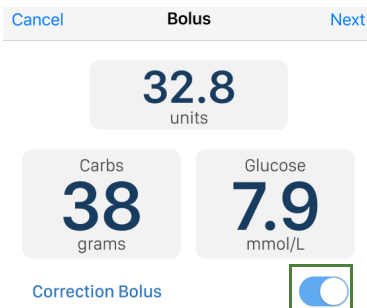 Cancel Bolus Next
32.8
units
Carbs Glucose
38 7.9
grams mmol/L
Correction Bolus